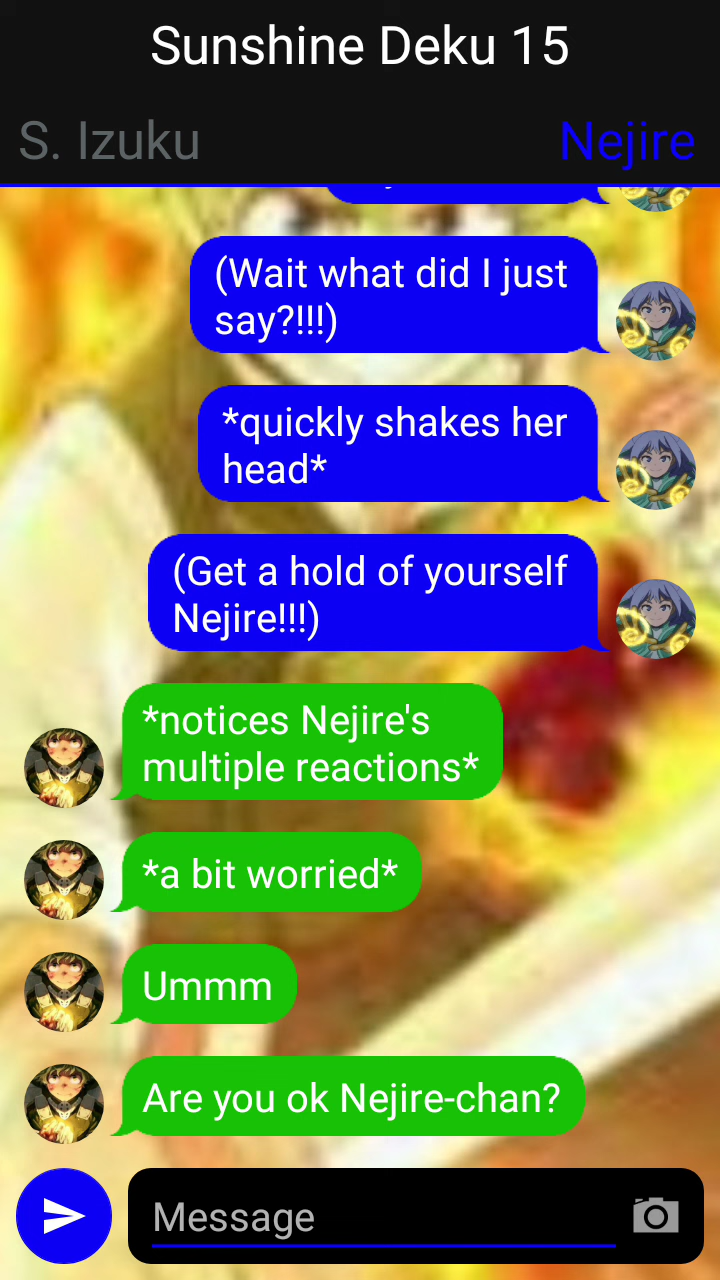 Sunshine Deku 15
S. Izuku
Nejire
(Wait what did I just
say?!!!)
*quickly shakes her
head*
(Get a hold of yourself
Nejire!!!)
*notices Nejire's
multiple reactions*
*a bit worried*
Ummm
Are you ok Nejire-chan?
Message